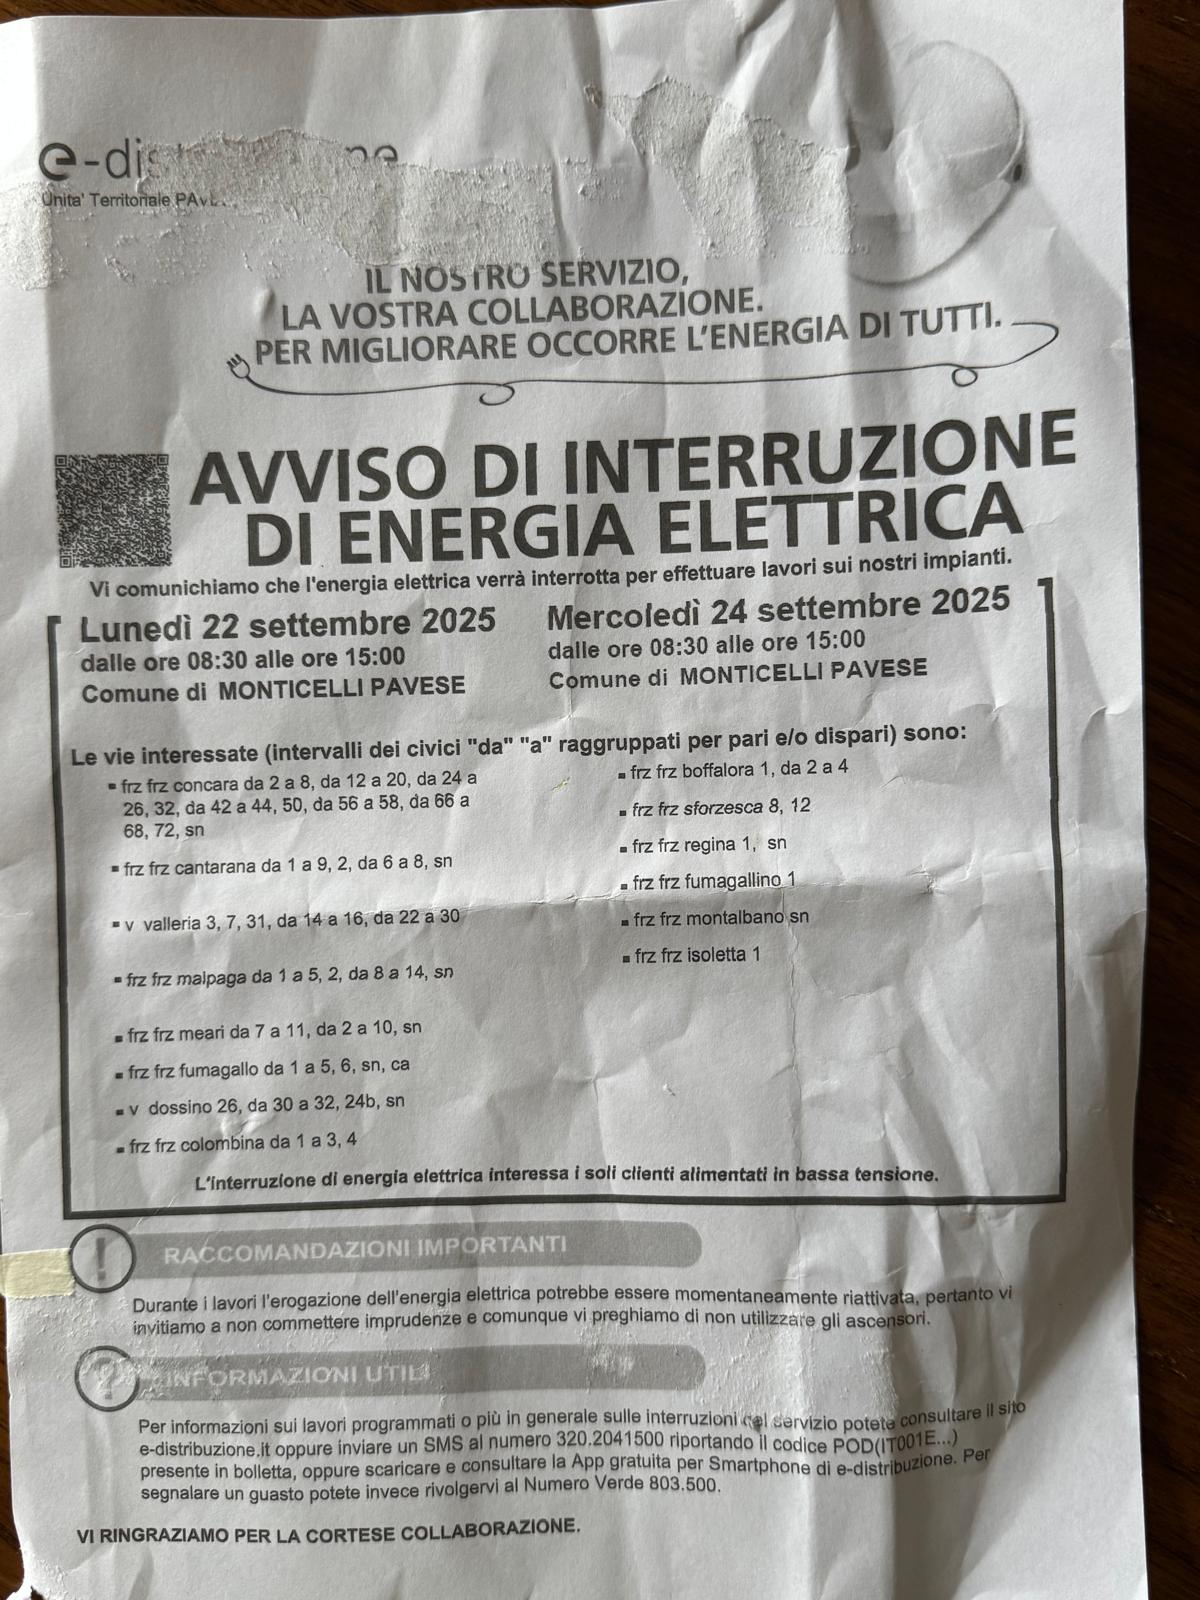 e-dis
Unita' Territoriale
IL NOSTRO SERVIZIO,
LA VOSTRA COLLABORAZIONE.
PER MIGLIORARE OCCORRE L'ENERGIA DI TUTTI.
AVVISO DI INTERRUZIONE
DI ENERGIA ELETTRICA
Vi comunichiamo che l'energia elettrica verrà interrotta per effettuare lavori sui nostri impianti.
Lunedì 22 settembre 2025
dalle ore 08:30 alle ore 15:00
Comune di MONTICELLI PAVESE
Mercoledì 24 settembre 2025
dalle ore 08:30 alle ore 15:00
Comune di MONTICELLI PAVESE
Le vie interessate (intervalli dei civici "da" "a" raggruppati per pari e/o dispari) sono:
▪ frz frz concara da 2 a 8, da 12 a 20, da 24 a
26, 32, da 42 a 44, 50, da 56 a 58, da 66 a
68, 72, sn
▪ frz frz cantarana da 1 a 9, 2, da 6 a 8, sn
▪ v valleria 3, 7, 31, da 14 a 16, da 22 a 30
▪ frz frz malpaga da 1 a 5, 2, da 8 a 14, sn
▪ frz frz meari da 7 a 11, da 2 a 10, sn
▪ frz frz fumagallo da 1 a 5, 6, sn, ca
▪ v dossino 26, da 30 a 32, 24b, sn
▪ frz frz colombina da 1 a 3, 4
▪ frz frz boffalora 1, da 2 a 4
▪ frz frz sforzesca 8, 12
▪ frz frz regina 1, sn
▪ frz frz fumagallino 1
▪ frz frz montalbano sn
▪ frz frz isoletta 1
L'interruzione di energia elettrica interessa i soli clienti alimentati in bassa tensione.
! RACCOMANDAZIONI IMPORTANTI
Durante i lavori l'erogazione dell'energia elettrica potrebbe essere momentaneamente riattivata, pertanto vi
invitiamo a non commettere imprudenze e comunque vi preghiamo di non utilizzare gli ascensori.
? INFORMAZIONI UTILI
Per informazioni sui lavori programmati o più in generale sulle interruzioni del servizio potete consultare il sito
e-distribuzione.it oppure inviare un SMS al numero 320.2041500 riportando il codice POD(IT001E...)
presente in bolletta, oppure scaricare e consultare la App gratuita per Smartphone di e-distribuzione. Per
segnalare un guasto potete invece rivolgervi al Numero Verde 803.500.
VI RINGRAZIAMO PER LA CORTESE COLLABORAZIONE.